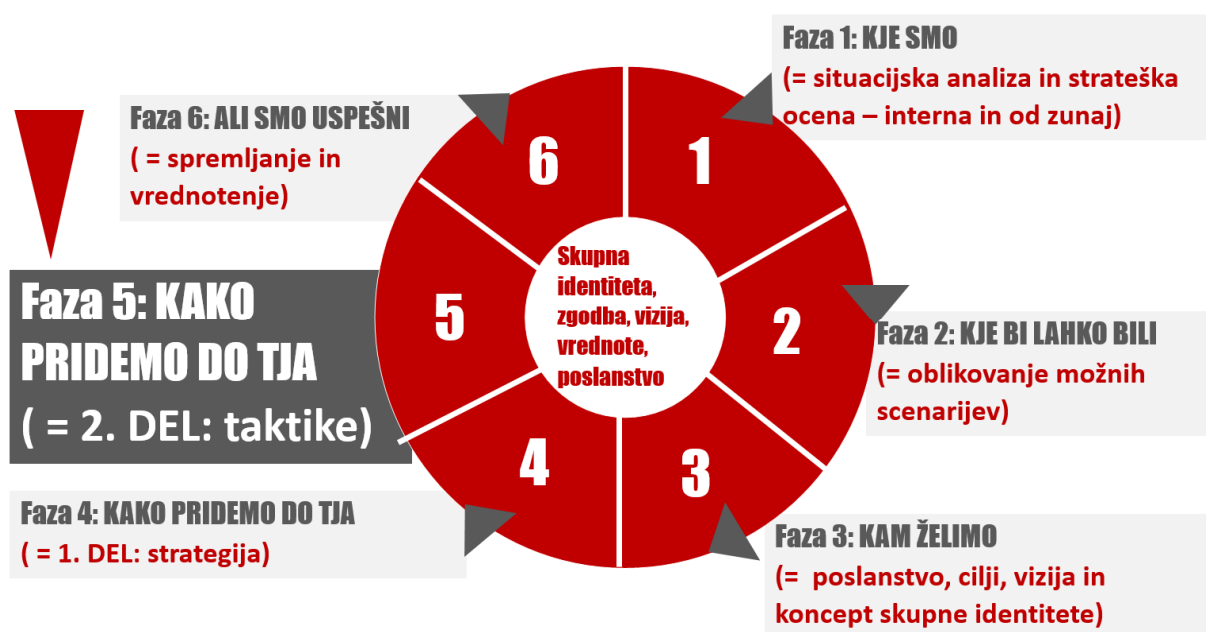 Faza 1: KJE SMO
(= situacijska analiza in strateška
ocena – interna in od zunaj)
Faza 6: ALI SMO USPEŠNI
( = spremljanje in
vrednotenje)
6
1
Skupna
identiteta,
zgodba, vizija,
vrednote,
poslanstvo
5
2
Faza 5: KAKO
PRIDEMO DO TJA
( = 2. DEL: taktike)
Faza 2: KJE BI LAHKO BILI
(= oblikovanje možnih
scenarijev)
4
3
Faza 4: KAKO PRIDEMO DO TJA
( = 1. DEL: strategija)
Faza 3: KAM ŽELIMO
(=  poslanstvo, cilji, vizija in
koncept skupne identitete)